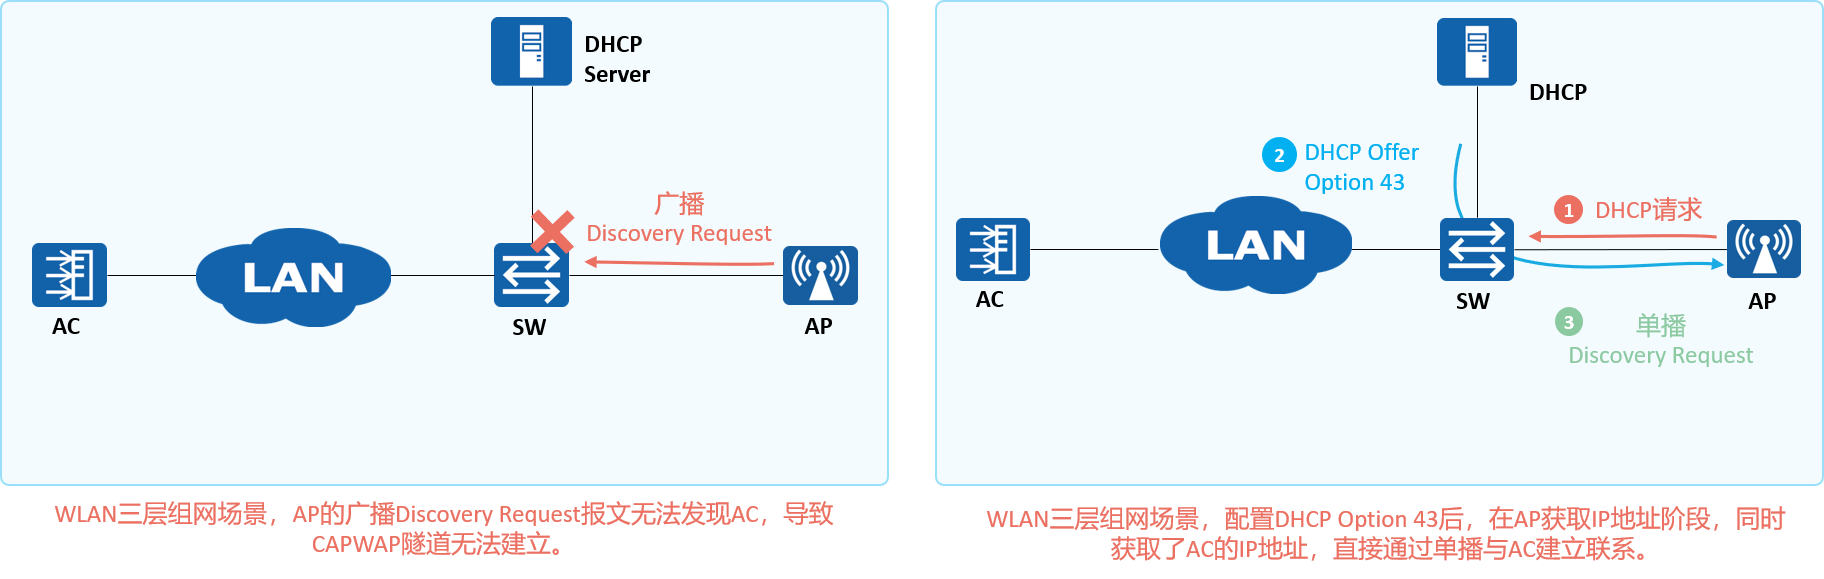 DHCP
Server
广播
Discovery Request
LAN
AC
SW
AP
WLAN三层组网场景，AP的广播Discovery Request报文无法发现AC，导致
CAPWAP隧道无法建立。
DHCP
2
DHCP Offer
Option 43
1
DHCP请求
LAN
AC
SW
AP
3
单播
Discovery Request
WLAN三层组网场景，配置DHCP Option 43后，在AP获取IP地址阶段，同时
获取了AC的IP地址，直接通过单播与AC建立联系。